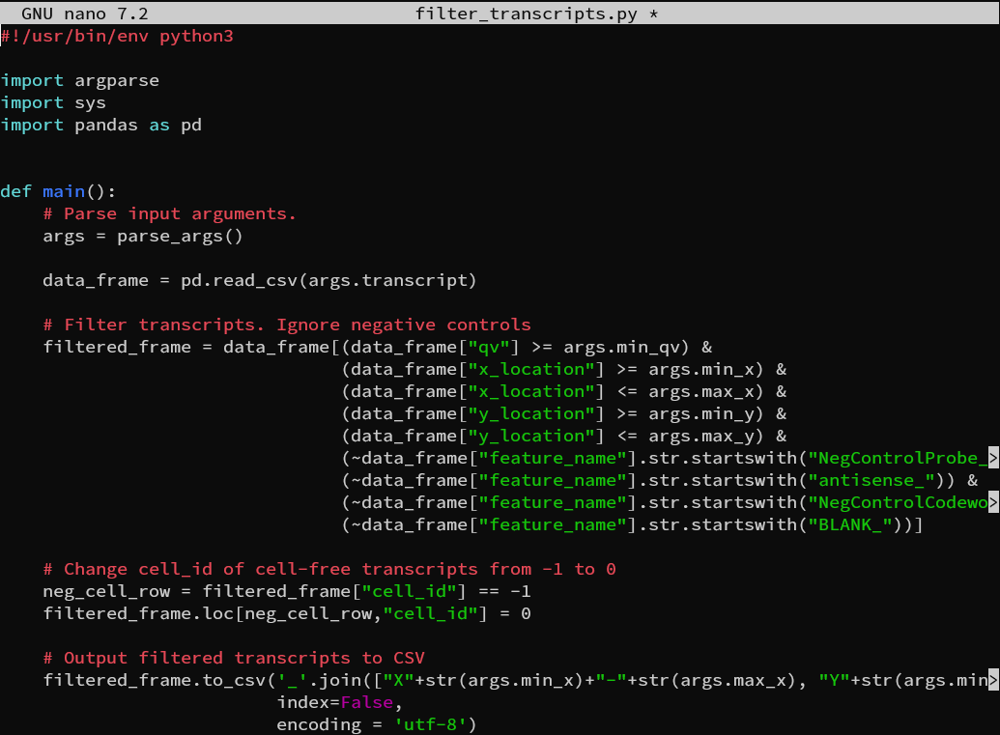 GNU nano 7.2 filter_transcripts.py *
#!/usr/bin/env python3

import argparse
import sys
import pandas as pd


def main():
    # Parse input arguments.
    args = parse_args()

    data_frame = pd.read_csv(args.transcript)

    # Filter transcripts. Ignore negative controls
    filtered_frame = data_frame[(data_frame["qv"] >= args.min_qv) &
                                (data_frame["x_location"] >= args.min_x) &
                                (data_frame["x_location"] <= args.max_x) &
                                (data_frame["y_location"] >= args.min_y) &
                                (data_frame["y_location"] <= args.max_y) &
                                (~data_frame["feature_name"].str.startswith("NegControlProbe_>
                                (~data_frame["feature_name"].str.startswith("antisense_")) &
                                (~data_frame["feature_name"].str.startswith("NegControlCodewo>
                                (~data_frame["feature_name"].str.startswith("BLANK_"))]

    # Change cell_id of cell-free transcripts from -1 to 0
    neg_cell_row = filtered_frame["cell_id"] == -1
    filtered_frame.loc[neg_cell_row,"cell_id"] = 0

    # Output filtered transcripts to CSV
    filtered_frame.to_csv('_'.join(["X"+str(args.min_x)+"-"+str(args.max_x), "Y"+str(args.min>
                          index=False,
                          encoding = 'utf-8')